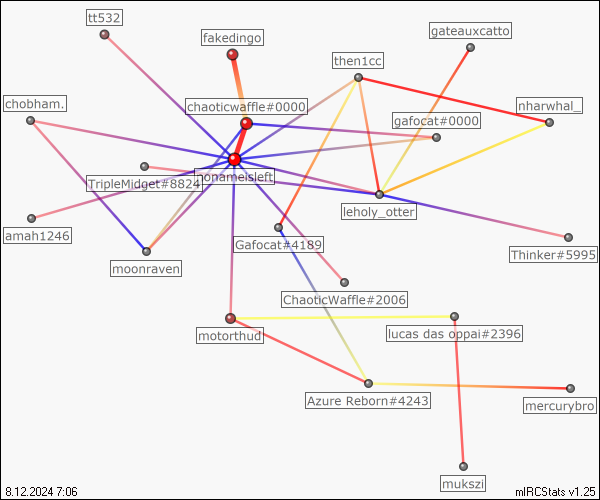 tt532
fakedingo
gateauxcatto
then1cc
chobham.
chaoticwaffle#0000
nharwhal_
gafocat#0000
TripleMidget#8824
nonameisleft
leholy_otter
amah1246
Gafocat#4189
Thinker#5995
moonraven
ChaoticWaffle#2006
motorthud
lucas das oppai#2396
Azure Reborn#4243
mercurybro
mukszi
8.12.2024 7:06
mIRCStats v1.25